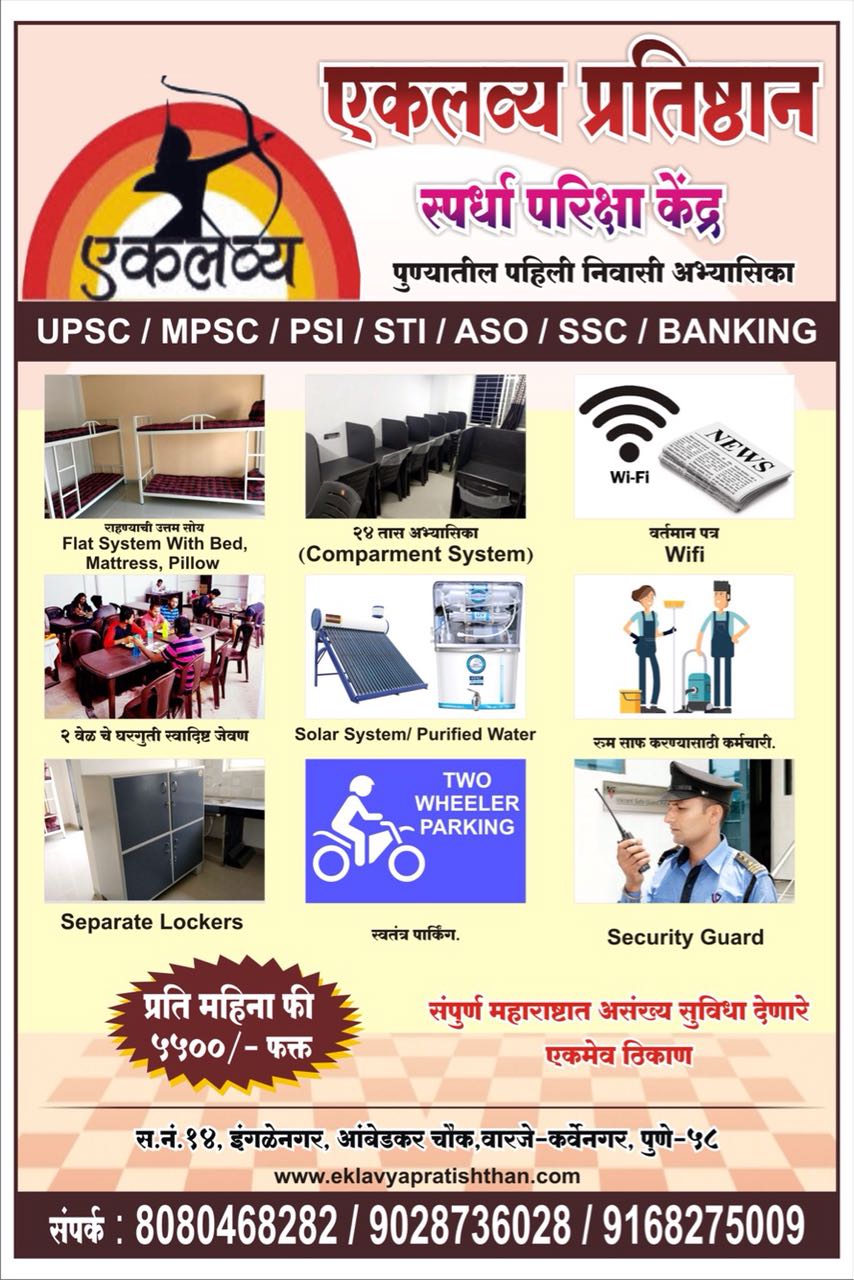 एकलव्य प्रतिष्ठान
एकलव्य
स्पर्धा परिक्षा केंद्र
पुण्यातील पहिली निवासी अभ्यासिका
UPSC / MPSC / PSI / STI / ASO / SSC / BANKING
Wi-Fi
NEWS
राहण्याची उत्तम सोय
Flat System With Bed,
Mattress, Pillow
२४ तास अभ्यासिका
(Comparment System)
वर्तमान पत्र
Wifi
२ वेळ चे घरगुती स्वादिष्ट जेवण
Solar System/ Purified Water
रुम साफ करण्यासाठी कर्मचारी.
TWO
WHEELER
PARKING
Separate Lockers
स्वतंत्र पार्किंग.
Security Guard
प्रति महिना फी
५५००/- फक्त
संपुर्ण महाराष्टात असंख्य सुविधा देणारे
एकमेव ठिकाण
स.नं.१४, इंगळेनगर, आंबेडकर चौक,वारजे-कर्वेनगर, पुणे-५८
www.eklavyapratishthan.com
संपर्क : 8080468282 / 9028736028 / 9168275009